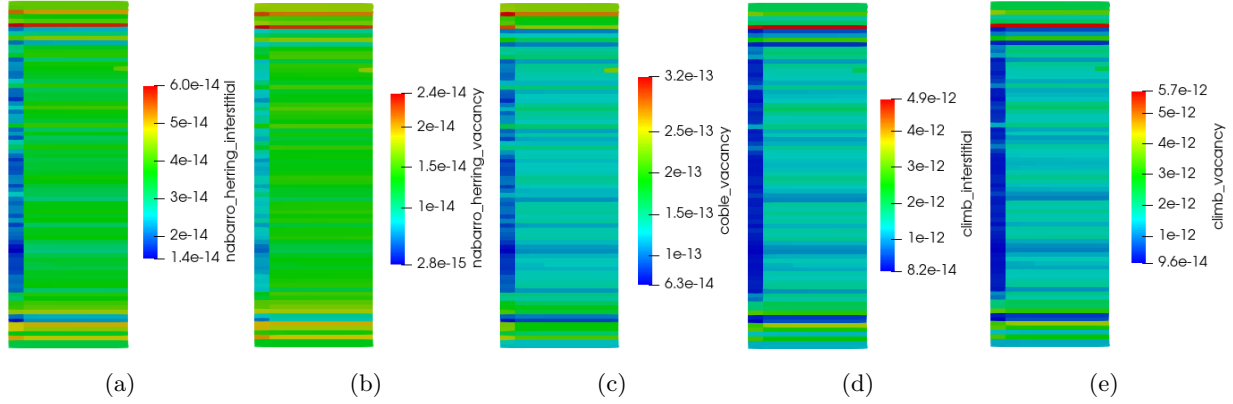 6.0e-14
5e-14
4e-14
3e-14
2e-14
1.4e-14
nabarro_herring_interstitial
2.4e-14
2e-14
1.5e-14
1e-14
2.8e-15
nabarro_herring_vacancy
3.2e-13
2.5e-13
2e-13
1.5e-13
1e-13
6.3e-14
coble_vacancy
4.9e-12
4e-12
3e-12
2e-12
1e-12
8.2e-14
climb_interstitial
5.7e-12
5e-12
4e-12
3e-12
2e-12
1e-12
9.6e-14
climb_vacancy
(a)
(b)
(c)
(d)
(e)